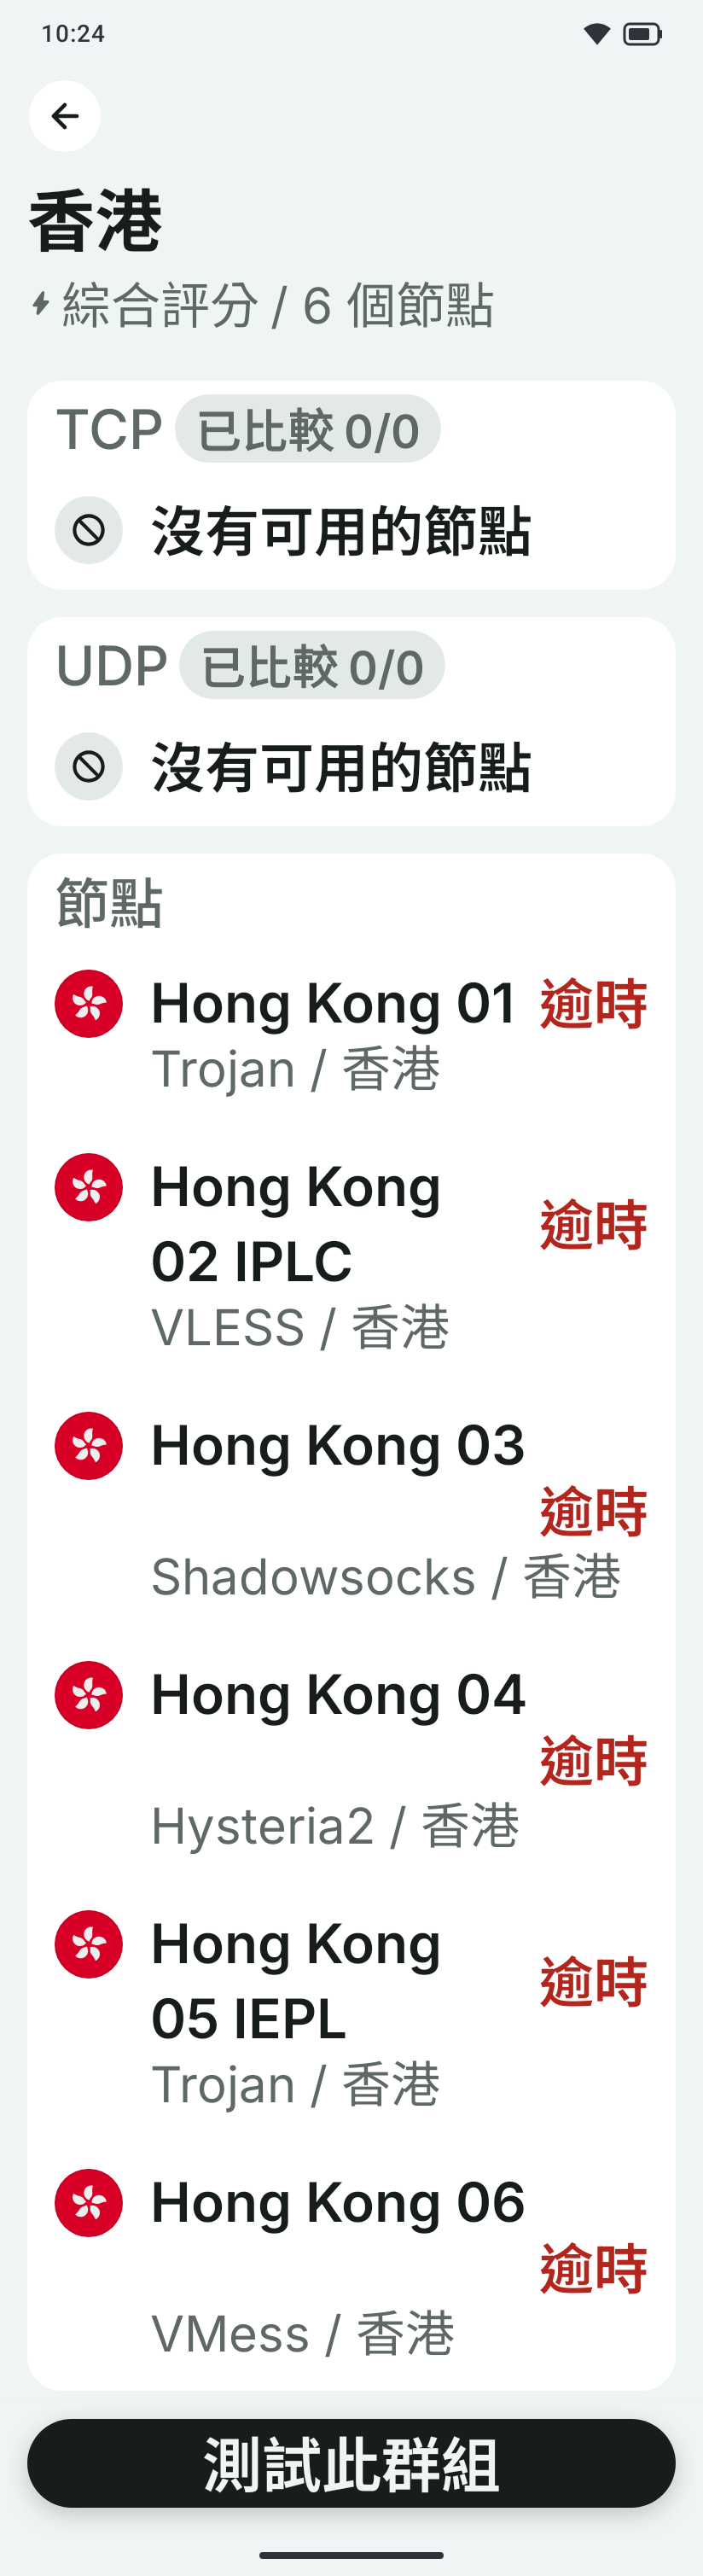 10:24
香港
綜合評分 / 6 個節點
TCP 已比較 0/0
沒有可用的節點
UDP 已比較 0/0
沒有可用的節點
節點
Hong Kong 01 逾時
Trojan / 香港
Hong Kong
02 IPLC
逾時
VLESS / 香港
Hong Kong 03
逾時
Shadowsocks / 香港
Hong Kong 04
逾時
Hysteria2 / 香港
Hong Kong
05 IEPL
逾時
Trojan / 香港
Hong Kong 06
逾時
VMess / 香港
測試此群組